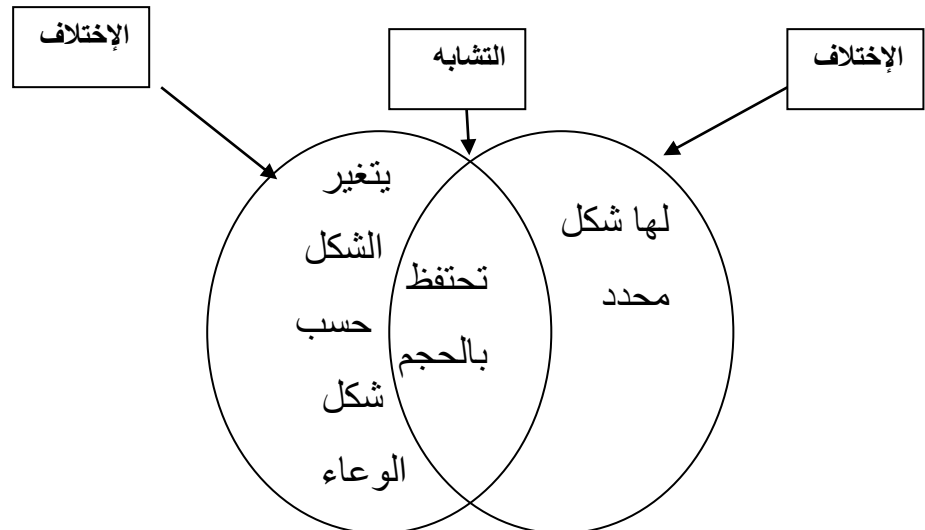 الإختلاف
التشابه
الإختلاف
لها شكل
محدد
تحتفظ
بالحجم
يتغير
الشكل
حسب
شكل
الوعاء